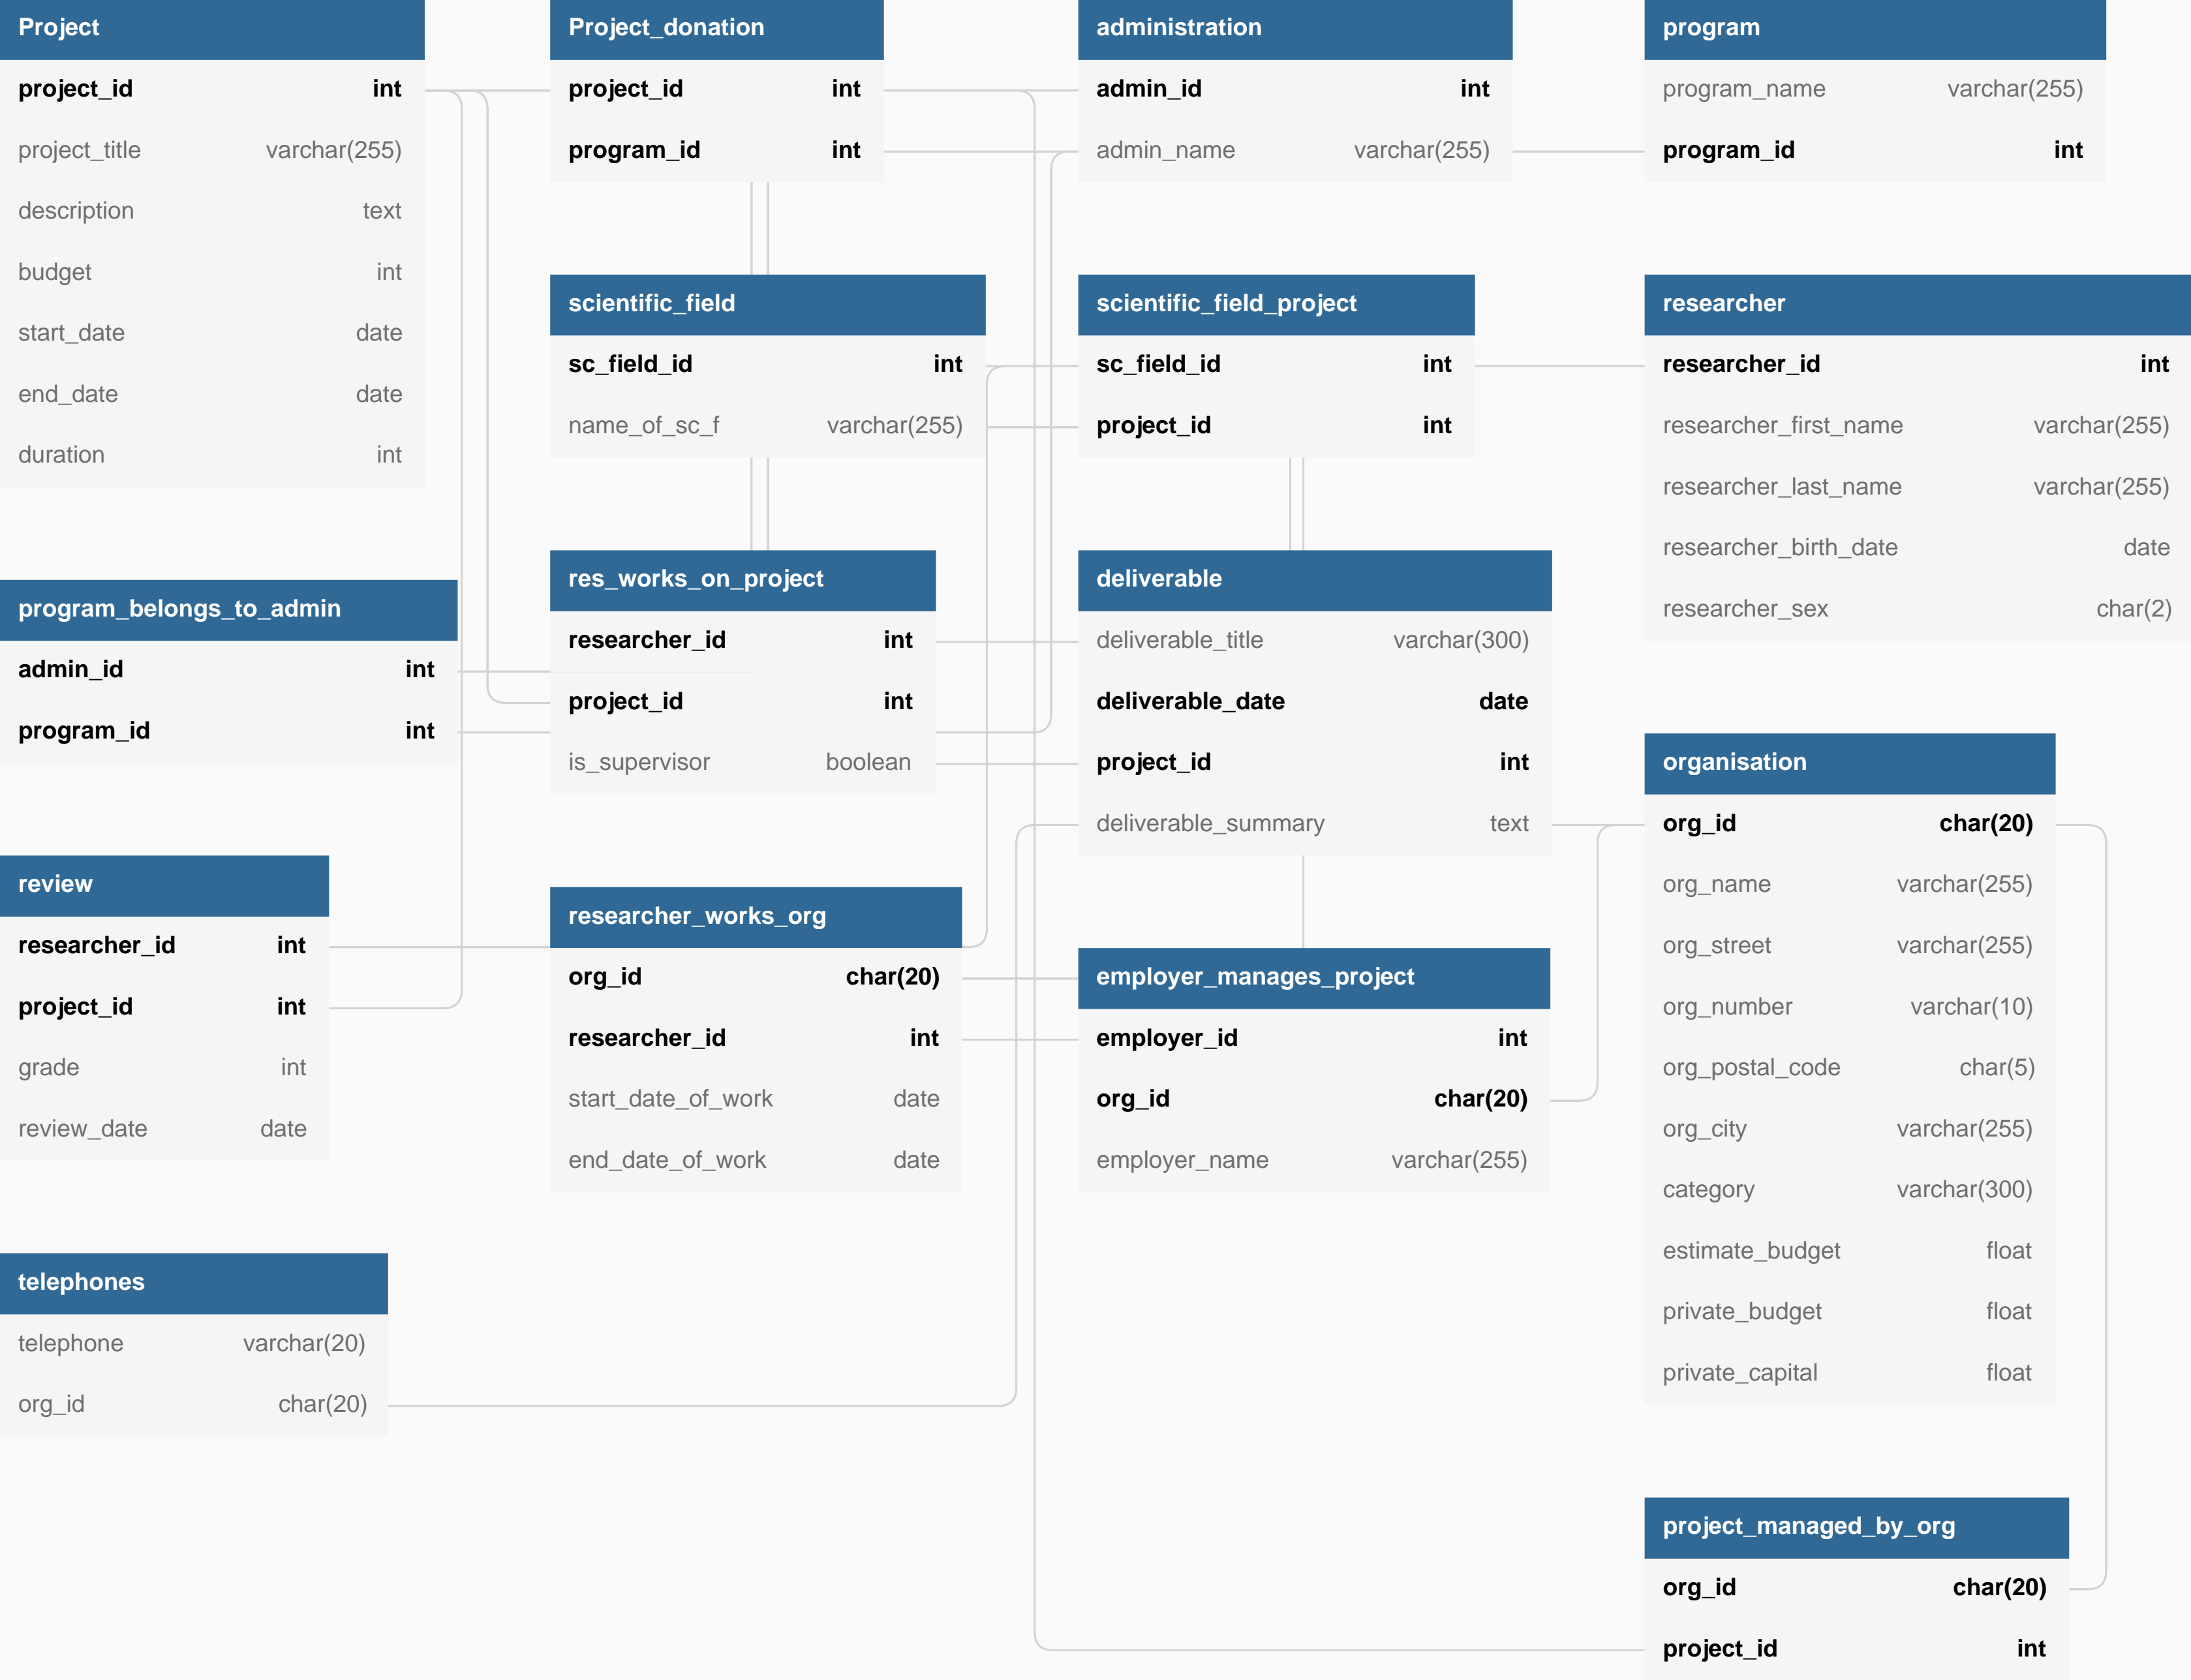 Project
project_id int
project_title varchar(255)
description text
budget int
start_date date
end_date date
duration int
Project_donation
project_id int
program_id int
administration
admin_id int
admin_name varchar(255)
program
program_name varchar(255)
program_id int
scientific_field
sc_field_id int
name_of_sc_f varchar(255)
scientific_field_project
sc_field_id int
project_id int
researcher
researcher_id int
researcher_first_name varchar(255)
researcher_last_name varchar(255)
researcher_birth_date date
researcher_sex char(2)
program_belongs_to_admin
admin_id int
program_id int
res_works_on_project
researcher_id int
project_id int
is_supervisor boolean
deliverable
deliverable_title varchar(300)
deliverable_date date
project_id int
deliverable_summary text
organisation
org_id char(20)
org_name varchar(255)
org_street varchar(255)
org_number varchar(10)
org_postal_code char(5)
org_city varchar(255)
category varchar(300)
estimate_budget float
private_budget float
private_capital float
review
researcher_id int
project_id int
grade int
review_date date
researcher_works_org
org_id char(20)
researcher_id int
start_date_of_work date
end_date_of_work date
employer_manages_project
employer_id int
org_id char(20)
employer_name varchar(255)
telephones
telephone varchar(20)
org_id char(20)
project_managed_by_org
org_id char(20)
project_id int